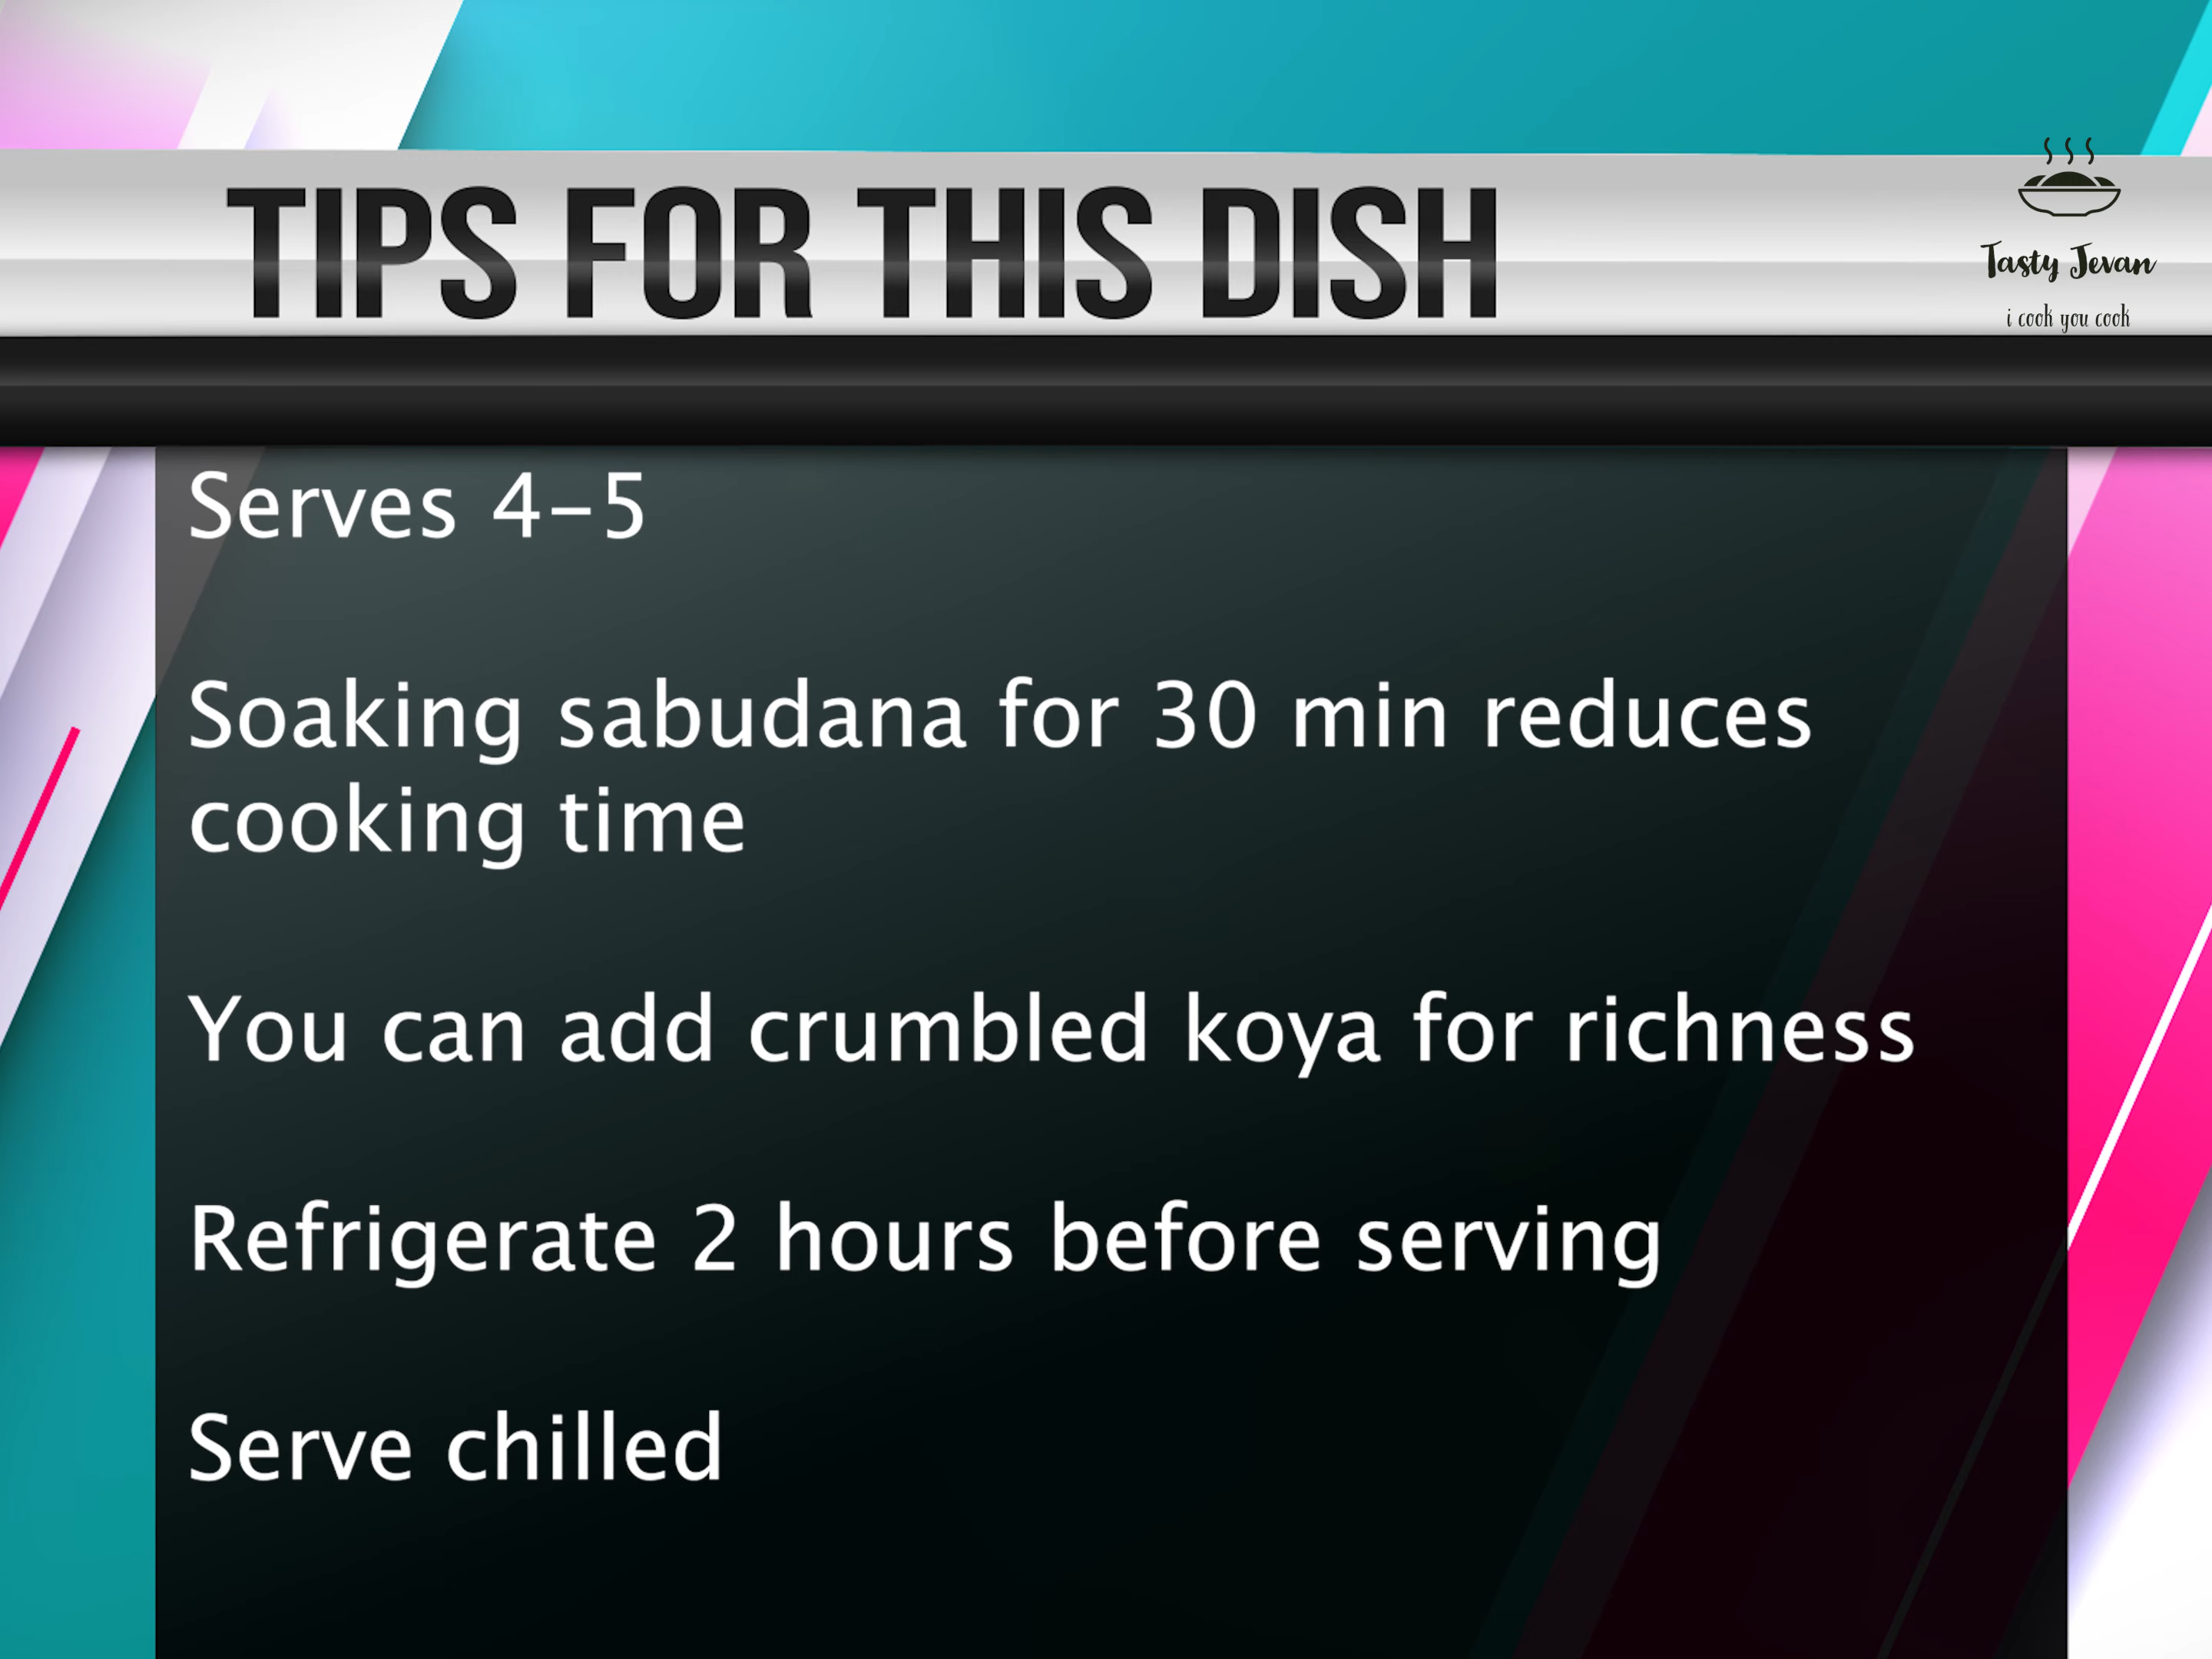 TIPS FOR THIS DISH
Tasty Jevan
i cook you cook
Serves 4-5
Soaking sabudana for 30 min reduces
cooking time
You can add crumbled koya for richness
Refrigerate 2 hours before serving
Serve chilled